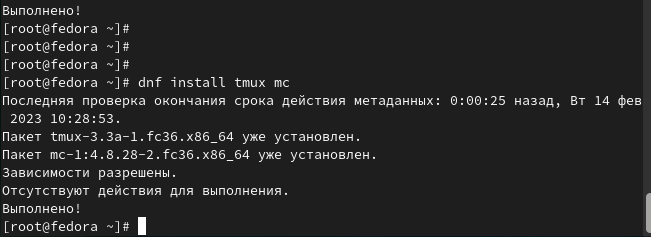 Выполнено!
[root@fedora ~]#
[root@fedora ~]#
[root@fedora ~]#
[root@fedora ~]# dnf install tmux mc
Последняя проверка окончания срока действия метаданных: 0:00:25 назад, Вт 14 фев
2023 10:28:53.
Пакет tmux-3.3a-1.fc36.x86_64 уже установлен.
Пакет mc-1:4.8.28-2.fc36.x86_64 уже установлен.
Зависимости разрешены.
Отсутствуют действия для выполнения.
Выполнено!
[root@fedora ~]#